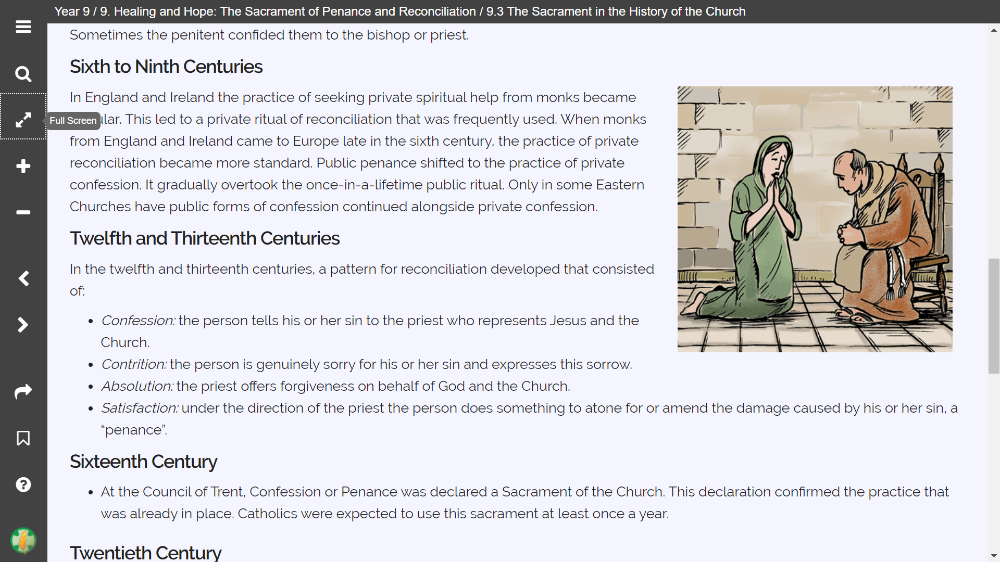 Year 9 / 9. Healing and Hope: The Sacrament of Penance and Reconciliation / 9.3 The Sacrament in the History of the Church
Sometimes the penitent confided them to the bishop or priest.
Sixth to Ninth Centuries
In England and Ireland the practice of seeking private spiritual help from monks became
Full Screen
ular. This led to a private ritual of reconciliation that was frequently used. When monks
from England and Ireland came to Europe late in the sixth century, the practice of private
reconciliation became more standard. Public penance shifted to the practice of private
confession. It gradually overtook the once-in-a-lifetime public ritual. Only in some Eastern
Churches have public forms of confession continued alongside private confession.
Twelfth and Thirteenth Centuries
In the twelfth and thirteenth centuries, a pattern for reconciliation developed that consisted
of:
• Confession: the person tells his or her sin to the priest who represents Jesus and the
Church.
• Contrition: the person is genuinely sorry for his or her sin and expresses this sorrow.
• Absolution: the priest offers forgiveness on behalf of God and the Church.
• Satisfaction: under the direction of the priest the person does something to atone for or amend the damage caused by his or her sin, a
“penance”.
Sixteenth Century
• At the Council of Trent, Confession or Penance was declared a Sacrament of the Church. This declaration confirmed the practice that
was already in place. Catholics were expected to use this sacrament at least once a year.
Twentieth Century